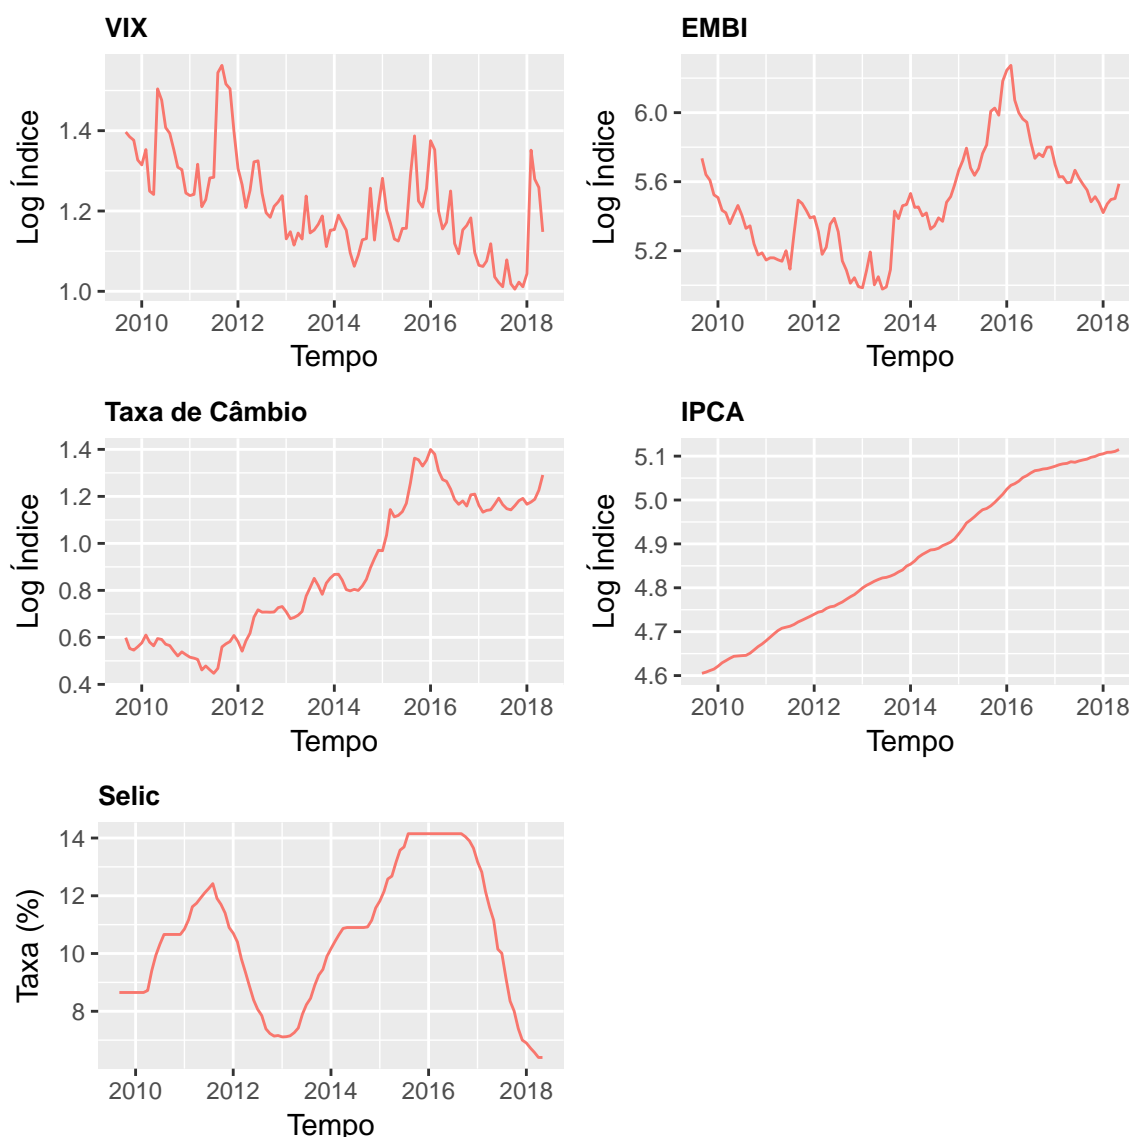 VIX
Log Índice
1.4
1.2
1.0
2010 2012 2014 2016 2018
Tempo
EMBI
Log Índice
6.0
5.6
5.2
2010 2012 2014 2016 2018
Tempo
Taxa de Câmbio
Log Índice
1.4
1.2
1.0
0.8
0.6
0.4
2010 2012 2014 2016 2018
Tempo
IPCA
Log Índice
5.1
5.0
4.9
4.8
4.7
4.6
2010 2012 2014 2016 2018
Tempo
Selic
Taxa (%)
14
12
10
8
2010 2012 2014 2016 2018
Tempo